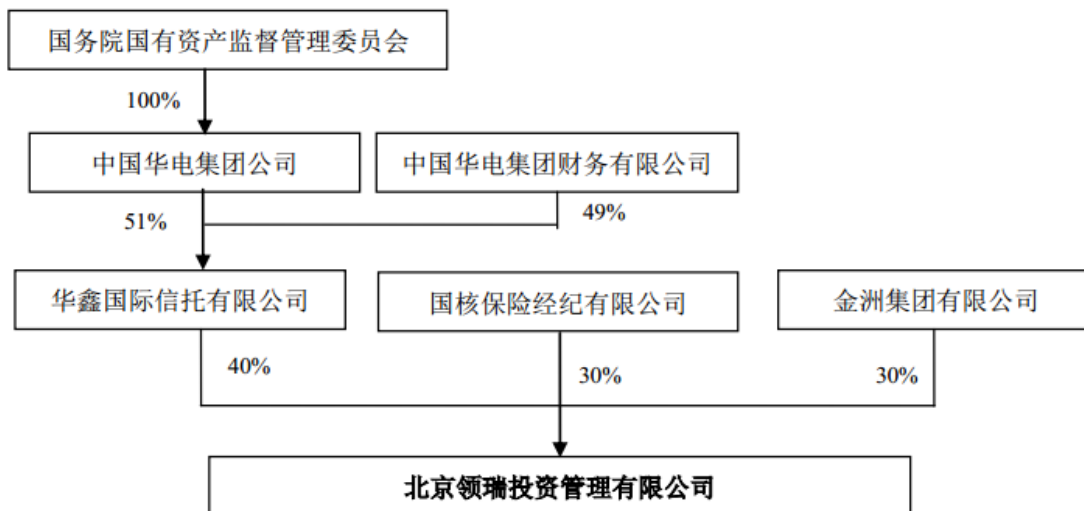 国务院国有资产监督管理委员会
100%
中国华电集团公司
中国华电集团财务有限公司
51%
49%
华鑫国际信托有限公司
国核保险经纪有限公司
金洲集团有限公司
40%
30%
30%
北京领瑞投资管理有限公司